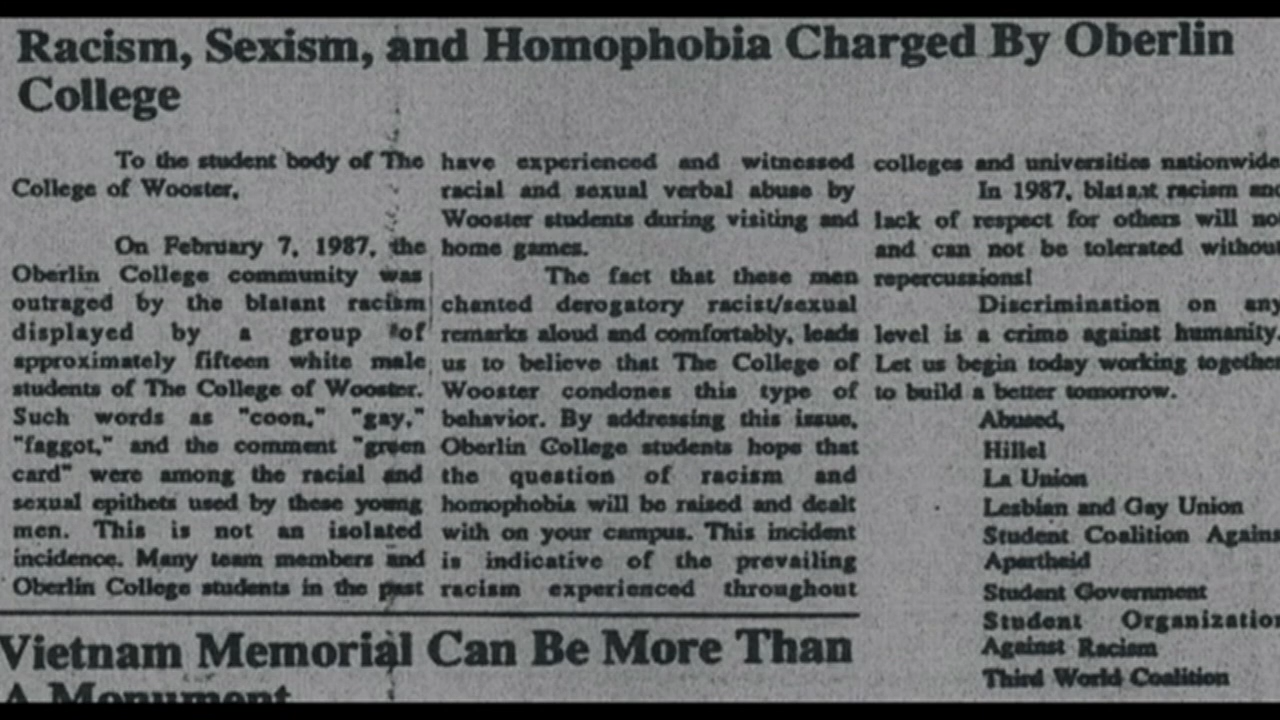 Racism, Sexism, and Homophobia Charged By Oberlin
College
To the student body of The
College of Wooster,
On February 7, 1987, the
Oberlin College community was
outraged by the blatant racism
displayed by a group of
approximately fifteen white male
students of The College of Wooster.
Such words as "coon," "gay,"
"faggot," and the comment "green
card" were among the racial and
sexual epithets used by these young
men. This is not an isolated
incidence. Many team members and
Oberlin College students in the past
have experienced and witnessed
racial and sexual verbal abuse by
Wooster students during visiting and
home games.
The fact that these men
chanted derogatory racist/sexual
remarks aloud and comfortably, leads
us to believe that The College of
Wooster condones this type of
behavior. By addressing this issue,
Oberlin College students hope that
the question of racism and
homophobia will be raised and dealt
with on your campus. This incident
is indicative of the prevailing
racism experienced throughout
colleges and universities nationwide
In 1987, blatant racism and
lack of respect for others will no
and can not be tolerated withou
repercussions!
Discrimination on any
level is a crime against humanity.
Let us begin today working together
to build a better tomorrow.
Abused,
Hillel
La Union
Lesbian and Gay Union
Student Coalition Agains
Apartheid
Student Government
Student Organization
Against Racism
Third World Coalition
Vietnam Memorial Can Be More Than
A Monument